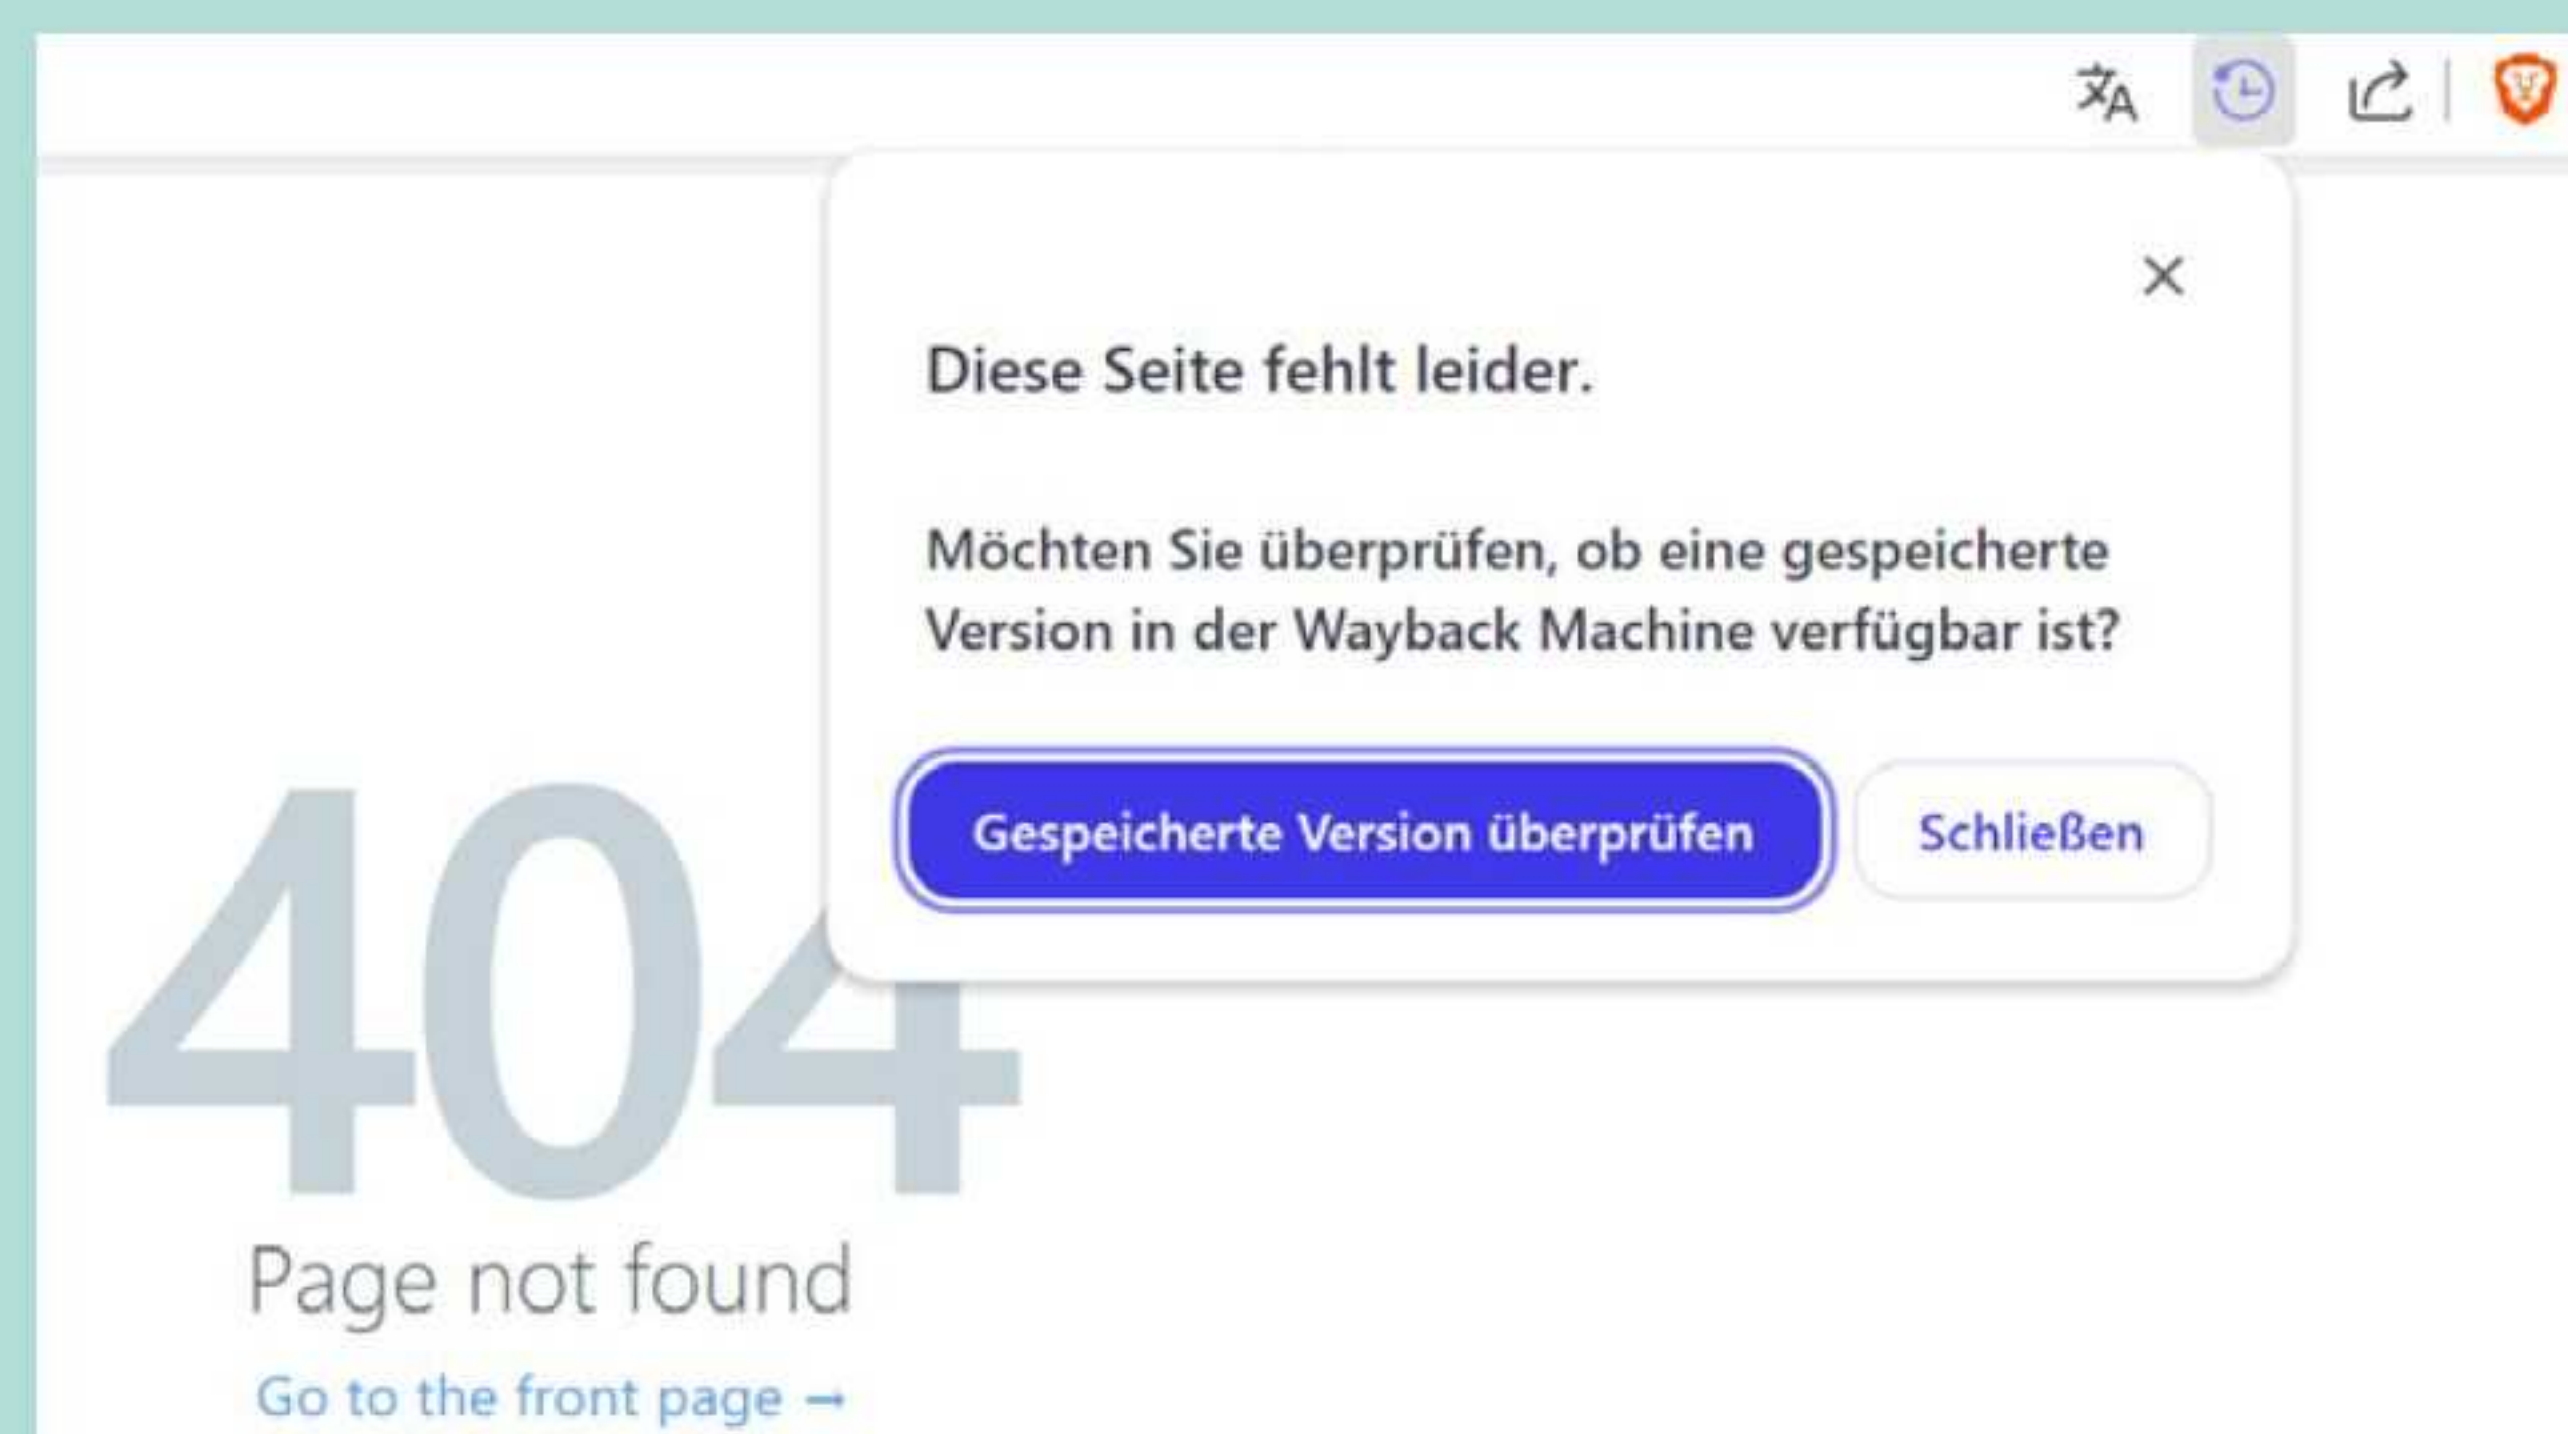 Diese Seite fehlt leider.
Möchten Sie überprüfen, ob eine gespeicherte
Version in der Wayback Machine verfügbar ist?
Gespeicherte Version überprüfen
Schließen
404
Page not found
Go to the front page →